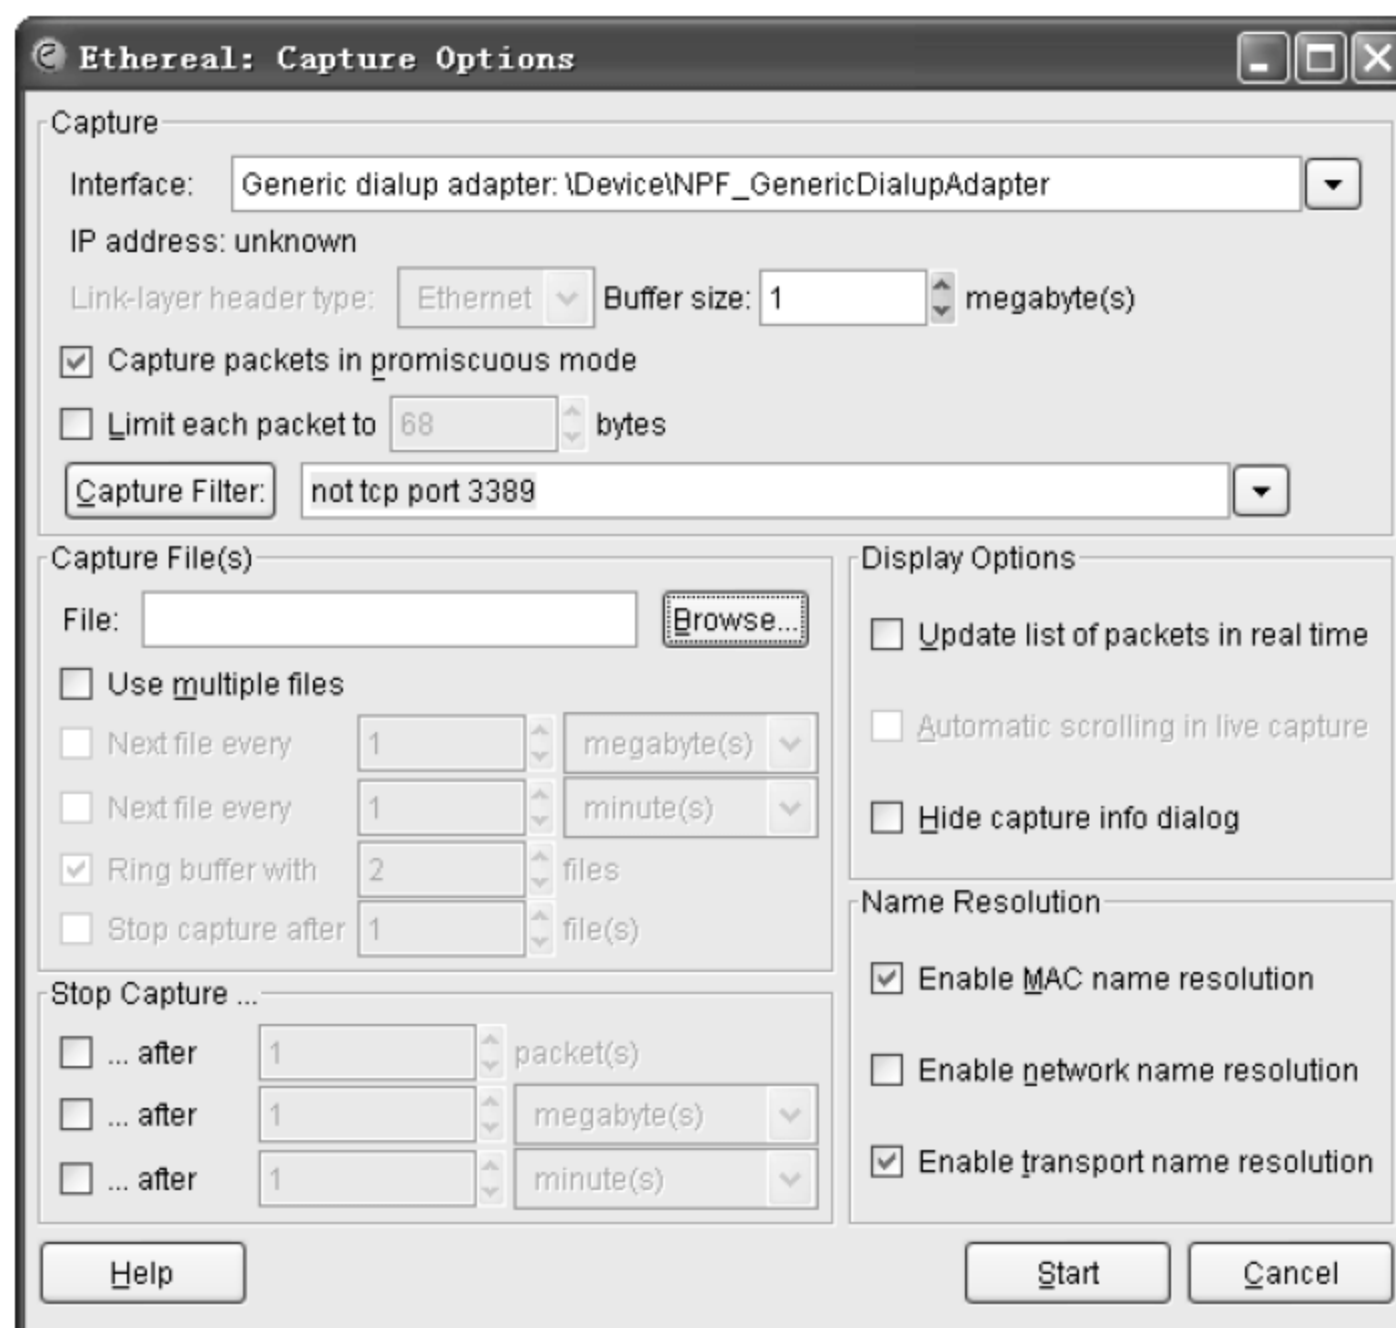 Ethereal: Capture Options
Capture
Interface: Generic dialup adapter: \Device\NPF_GenericDialupAdapter
IP address: unknown
Link-layer header type: Ethernet Buffer size: 1 megabyte(s)
Capture packets in promiscuous mode
Limit each packet to 68 bytes
Capture Filter: not tcp port 3389
Capture File(s)
File: Browse...
Use multiple files
Next file every 1 megabyte(s)
Next file every 1 minute(s)
Ring buffer with 2 files
Stop capture after 1 file(s)
Stop Capture ...
... after 1 packet(s)
... after 1 megabyte(s)
... after 1 minute(s)
Display Options
Update list of packets in real time
Automatic scrolling in live capture
Hide capture info dialog
Name Resolution
Enable MAC name resolution
Enable network name resolution
Enable transport name resolution
Help Start Cancel